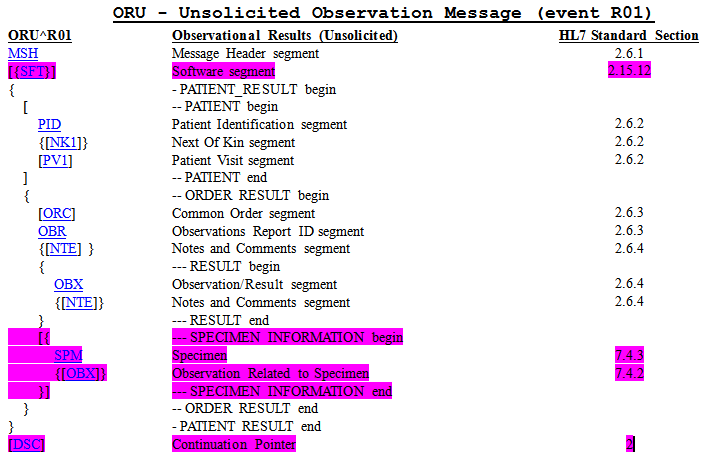 ORU - Unsolicited Observation Message (event R01)
ORU^R01 Observational Results (Unsolicited) HL7 Standard Section
MSH Message Header segment 2.6.1
[{SFT}] Software segment 2.15.12
{ - PATIENT_RESULT begin
[ -- PATIENT begin
PID Patient Identification segment 2.6.2
{[NK1]} Next Of Kin segment 2.6.2
[PV1] Patient Visit segment 2.6.2
] -- PATIENT end
{ -- ORDER RESULT begin
[ORC] Common Order segment 2.6.3
OBR Observations Report ID segment 2.6.3
{[NTE] } Notes and Comments segment 2.6.4
{ --- RESULT begin
OBX Observation/Result segment 2.6.4
{[NTE]} Notes and Comments segment 2.6.4
} --- RESULT end
[{ --- SPECIMEN INFORMATION begin
SPM Specimen 7.4.3
{[OBX]} Observation Related to Specimen 7.4.2
}] --- SPECIMEN INFORMATION end
} -- ORDER RESULT end
} - PATIENT RESULT end
[DSC] Continuation Pointer 2